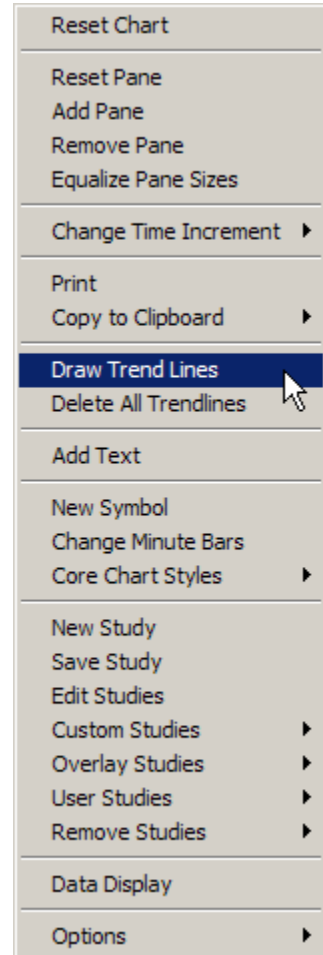 Reset Chart
Reset Pane
Add Pane
Remove Pane
Equalize Pane Sizes
Change Time Increment
Print
Copy to Clipboard
Draw Trend Lines
Delete All Trendlines
Add Text
New Symbol
Change Minute Bars
Core Chart Styles
New Study
Save Study
Edit Studies
Custom Studies
Overlay Studies
User Studies
Remove Studies
Data Display
Options